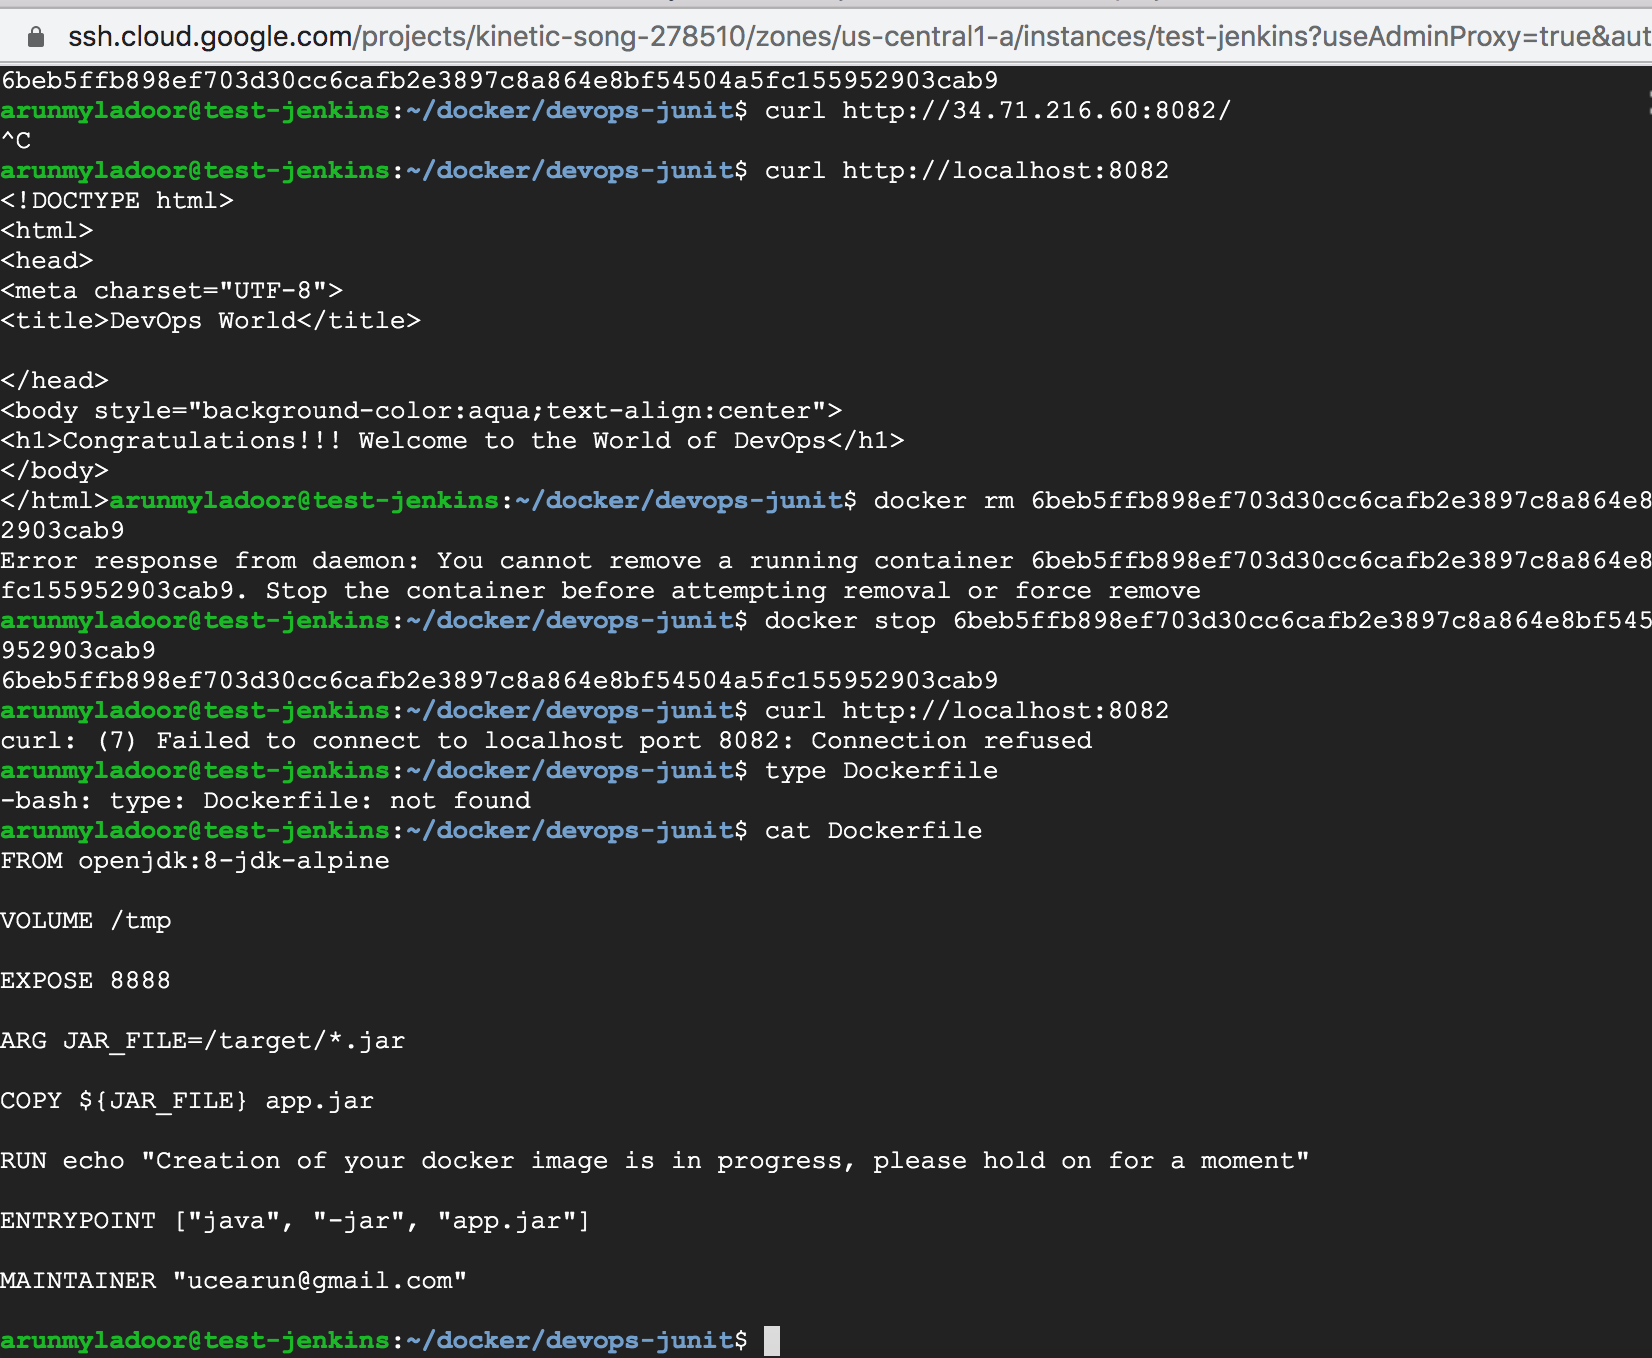 ssh.cloud.google.com/projects/kinetic-song-278510/zones/us-central1-a/instances/test-jenkins?useAdminProxy=true&aut
6beb5ffb898ef703d30cc6cafb2e3897c8a864e8bf54504a5fc155952903cab9
arunmyladoor@test-jenkins:~/docker/devops-junit$ curl http://34.71.216.60:8082/
^C
arunmyladoor@test-jenkins:~/docker/devops-junit$ curl http://localhost:8082
<!DOCTYPE html>
<html>
<head>
<meta charset="UTF-8">
<title>DevOps World</title>
</head>
<body style="background-color:aqua;text-align:center">
<h1>Congratulations!!! Welcome to the World of DevOps</h1>
</body>
</html>arunmyladoor@test-jenkins:~/docker/devops-junit$ docker rm 6beb5ffb898ef703d30cc6cafb2e3897c8a864e8
2903cab9
Error response from daemon: You cannot remove a running container 6beb5ffb898ef703d30cc6cafb2e3897c8a864e8
fc155952903cab9. Stop the container before attempting removal or force remove
arunmyladoor@test-jenkins:~/docker/devops-junit$ docker stop 6beb5ffb898ef703d30cc6cafb2e3897c8a864e8bf545
952903cab9
6beb5ffb898ef703d30cc6cafb2e3897c8a864e8bf54504a5fc155952903cab9
arunmyladoor@test-jenkins:~/docker/devops-junit$ curl http://localhost:8082
curl: (7) Failed to connect to localhost port 8082: Connection refused
arunmyladoor@test-jenkins:~/docker/devops-junit$ type Dockerfile
-bash: type: Dockerfile: not found
arunmyladoor@test-jenkins:~/docker/devops-junit$ cat Dockerfile
FROM openjdk:8-jdk-alpine
VOLUME /tmp
EXPOSE 8888
ARG JAR_FILE=/target/*.jar
COPY ${JAR_FILE} app.jar
RUN echo "Creation of your docker image is in progress, please hold on for a moment"
ENTRYPOINT ["java", "-jar", "app.jar"]
MAINTAINER "ucearun@gmail.com"
arunmyladoor@test-jenkins:~/docker/devops-junit$